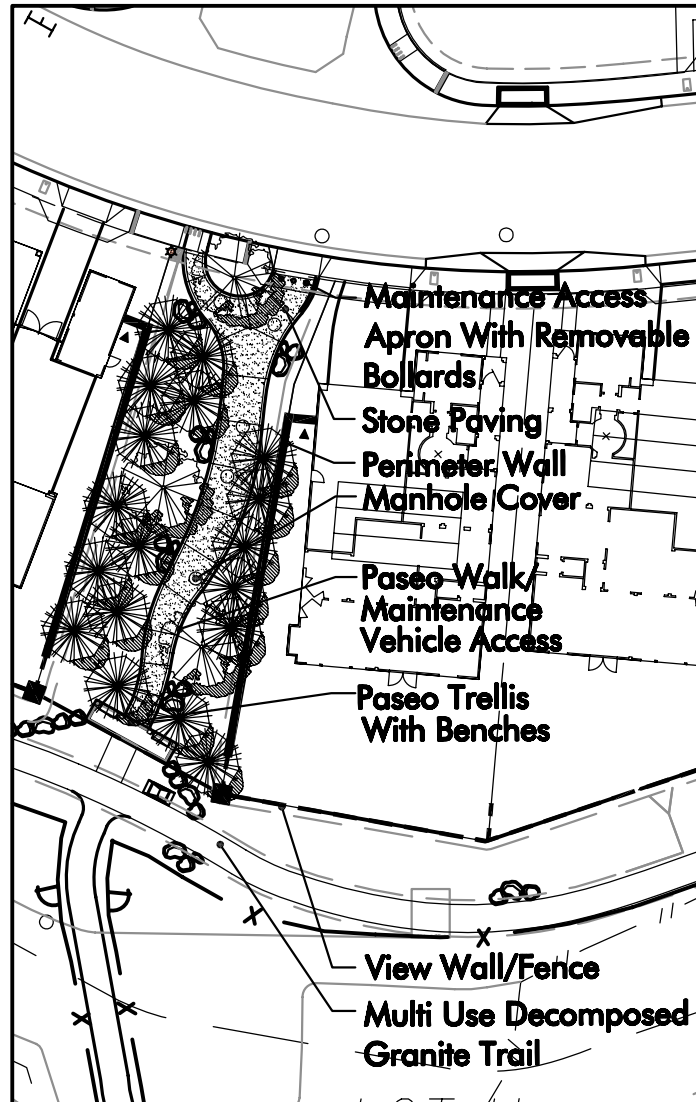 Maintenance Access
Apron With Removable
Bollards
Stone Paving
Perimeter Wall
Manhole Cover
Paseo Walk/
Maintenance
Vehicle Access
Paseo Trellis
With Benches
View Wall/Fence
Multi Use Decomposed
Granite Trail